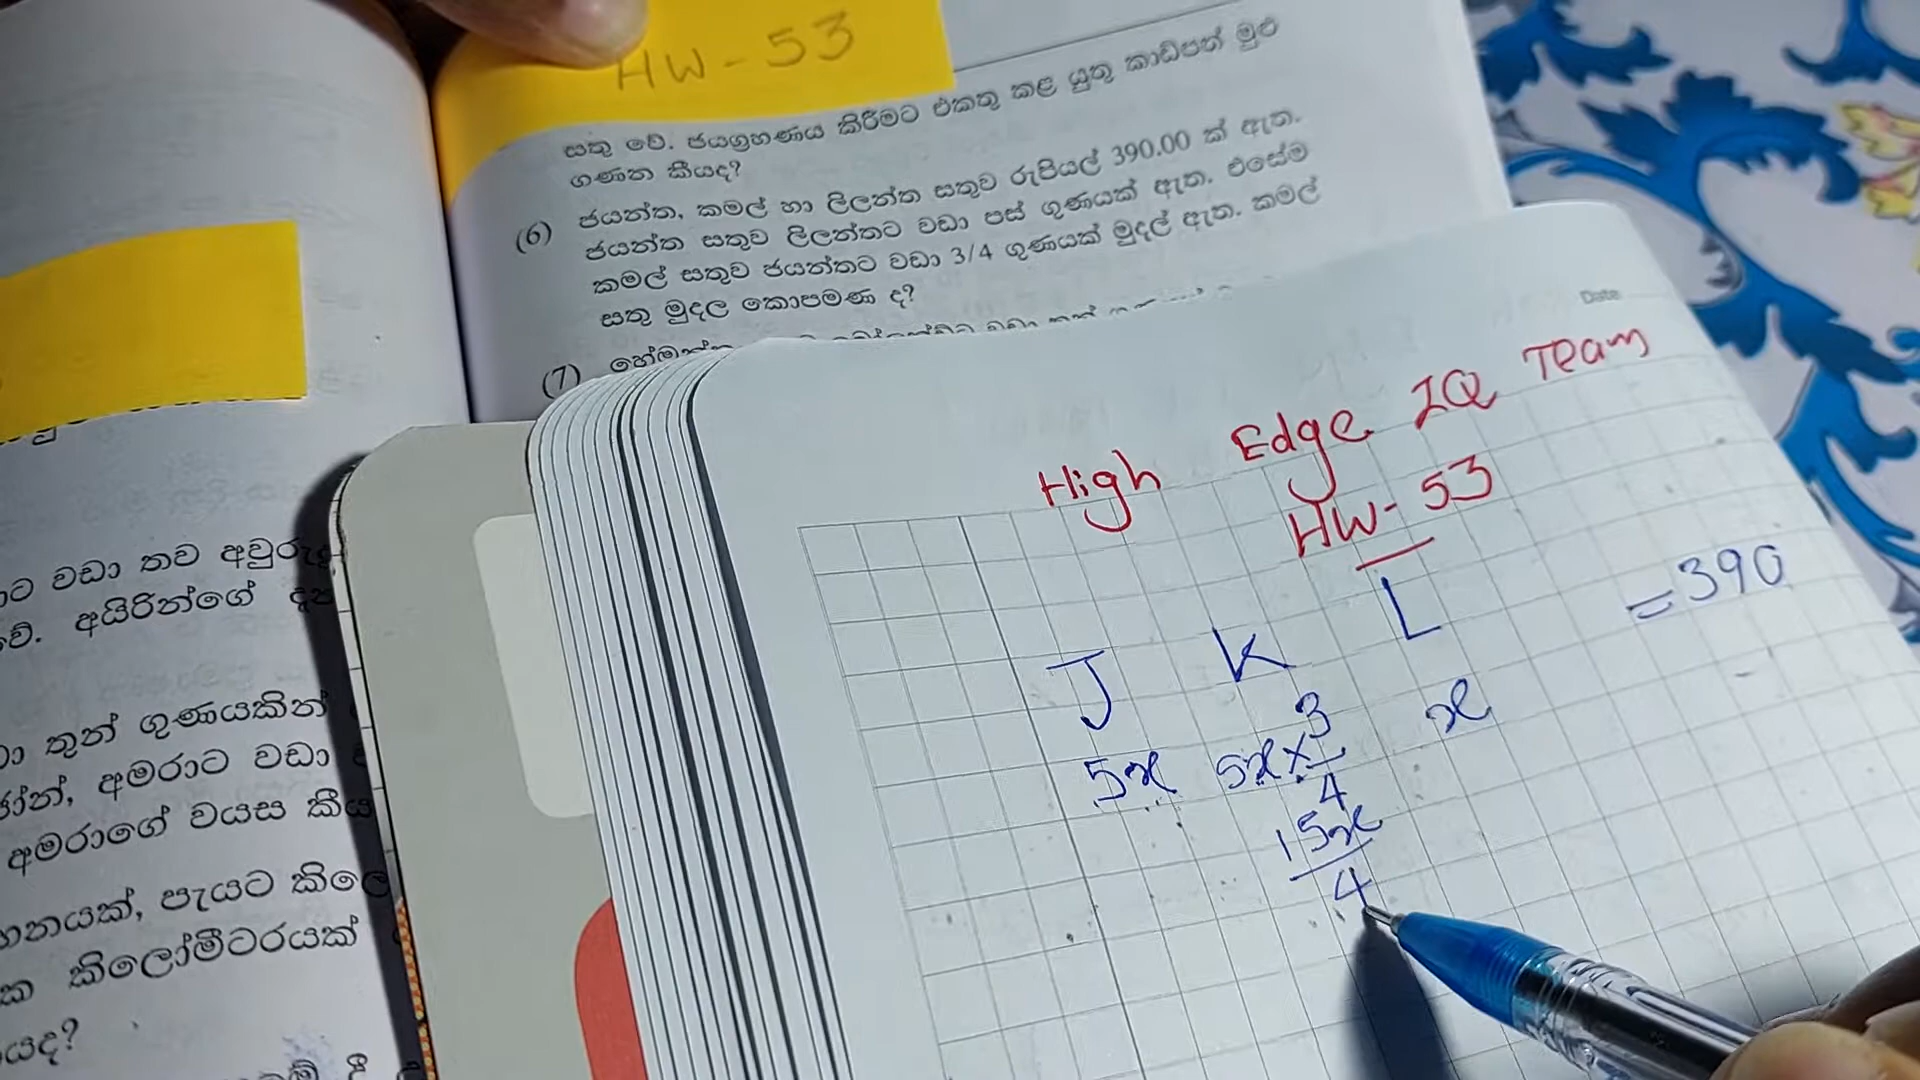 HW-53
සතු වේ. ජයග්‍රහණය කිරීමට එකතු කළ යුතු කාඩ්පත් මුළු
ගණන කීයද?
(6) ජයන්ත, කමල් හා ලිලන්ත සතුව රුපියල් 390.00 ක් ඇත.
ජයන්ත සතුව ලිලන්තට වඩා පස් ගුණයක් ඇත. එසේම
කමල් සතුව ජයන්තට වඩා 3/4 ගුණයක් මුදල් ඇත. කමල්
සතු මුදල කොපමණ ද?
(7)
වඩා තව
වේ. අයිරින්ගේ
තුන් ගුණයකින්
අමරාට වඩා
අමරාගේ වයස
පැයට
කිලෝමීටරයක්
Date
High Edge IQ Team
HW-53
J K L =390
5x 5x×3/4 x
15x/4